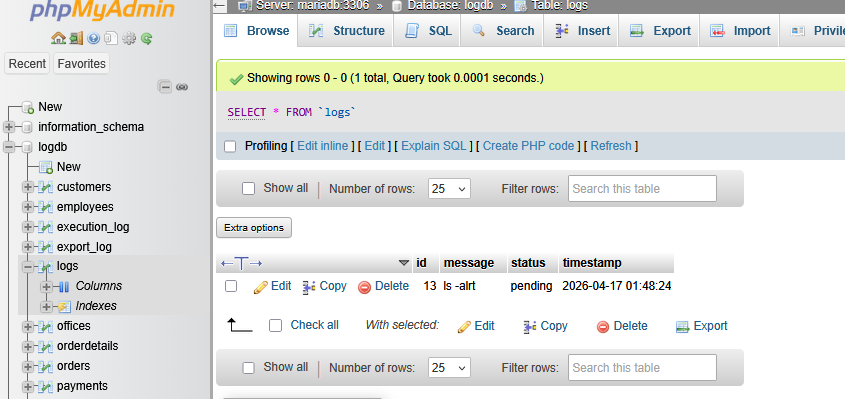 phpMyAdmin
Recent Favorites
New
information_schema
logdb
New
customers
employees
execution_log
export_log
logs
Columns
Indexes
offices
orderdetails
orders
payments
Server: mariadb:3306 » Database: logdb » Table: logs
Browse Structure SQL Search Insert Export Import
Showing rows 0 - 0 (1 total, Query took 0.0001 seconds.)
SELECT * FROM `logs`
Profiling [ Edit inline ] [ Edit ] [ Explain SQL ] [ Create PHP code ] [ Refresh ]
Show all Number of rows: 25 Filter rows: Search this table
Extra options
id message status timestamp
Edit Copy Delete 13 ls -alrt pending 2026-04-17 01:48:24
Check all With selected: Edit Copy Delete Export
Show all Number of rows: 25 Filter rows: Search this table